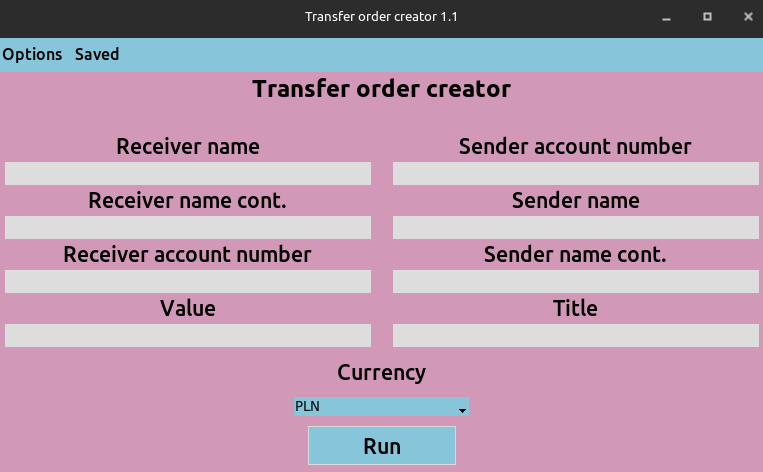 Transfer order creator 1.1
Options Saved
Transfer order creator
Receiver name
Sender account number
Receiver name cont.
Sender name
Receiver account number
Sender name cont.
Value
Title
Currency
PLN
Run